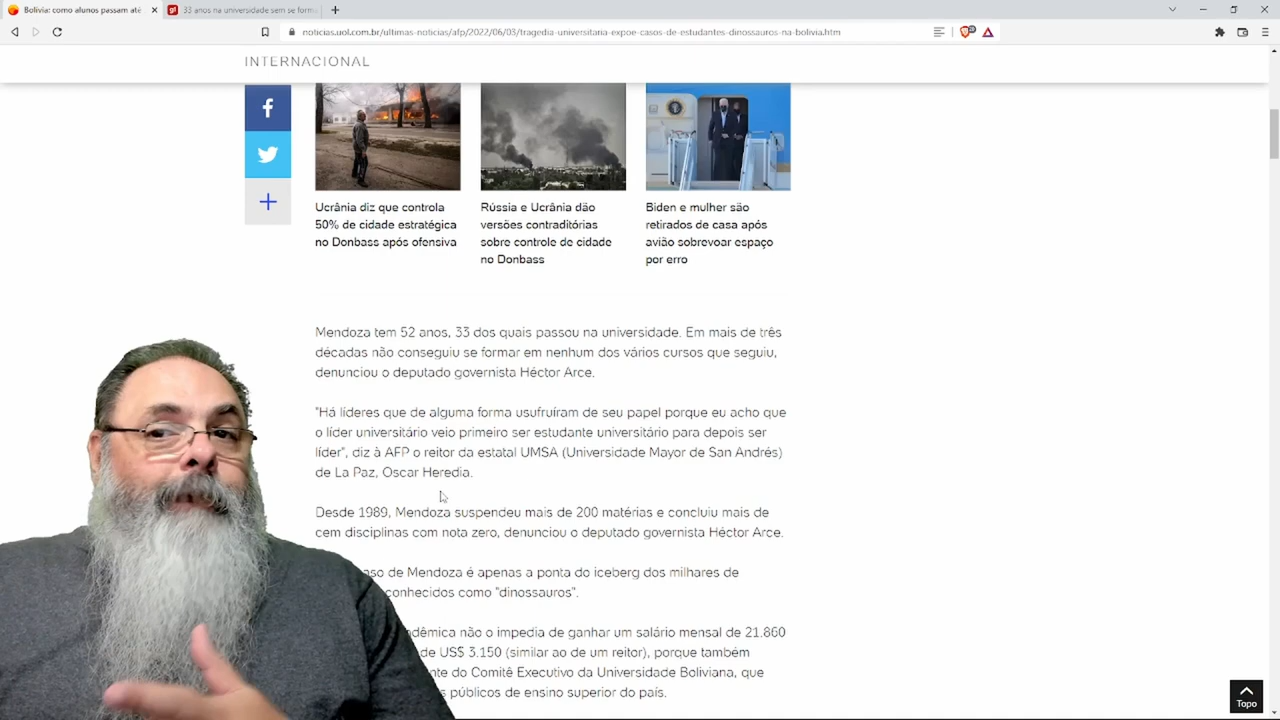 Bolívia: como alunos passam até
33 anos na universidade sem se forma
noticias.uol.com.br/ultimas-noticias/afp/2022/06/03/tragedia-universitaria-expoe-casos-de-estudantes-dinossauros-na-bolivia.htm
INTERNACIONAL
Ucrânia diz que controla
50% de cidade estratégica
no Donbass após ofensiva
Rússia e Ucrânia dão
versões contraditórias
sobre controle de cidade
no Donbass
Biden e mulher são
retirados de casa após
avião sobrevoar espaço
por erro
Mendoza tem 52 anos, 33 dos quais passou na universidade. Em mais de três
décadas não conseguiu se formar em nenhum dos vários cursos que seguiu,
denunciou o deputado governista Héctor Arce.
"Há líderes que de alguma forma usufruíram de seu papel porque eu acho que
o líder universitário veio primeiro ser estudante universitário para depois ser
líder", diz à AFP o reitor da estatal UMSA (Universidade Mayor de San Andrés)
de La Paz, Oscar Heredia.
Desde 1989, Mendoza suspendeu mais de 200 matérias e concluiu mais de
cem disciplinas com nota zero, denunciou o deputado governista Héctor Arce.
de Mendoza é apenas a ponta do iceberg dos milhares de
conhecidos como "dinossauros".
não o impedia de ganhar um salário mensal de 21.860
de US$ 3.150 (similar ao de um reitor), porque também
do Comitê Executivo da Universidade Boliviana, que
públicos de ensino superior do país.
Topo